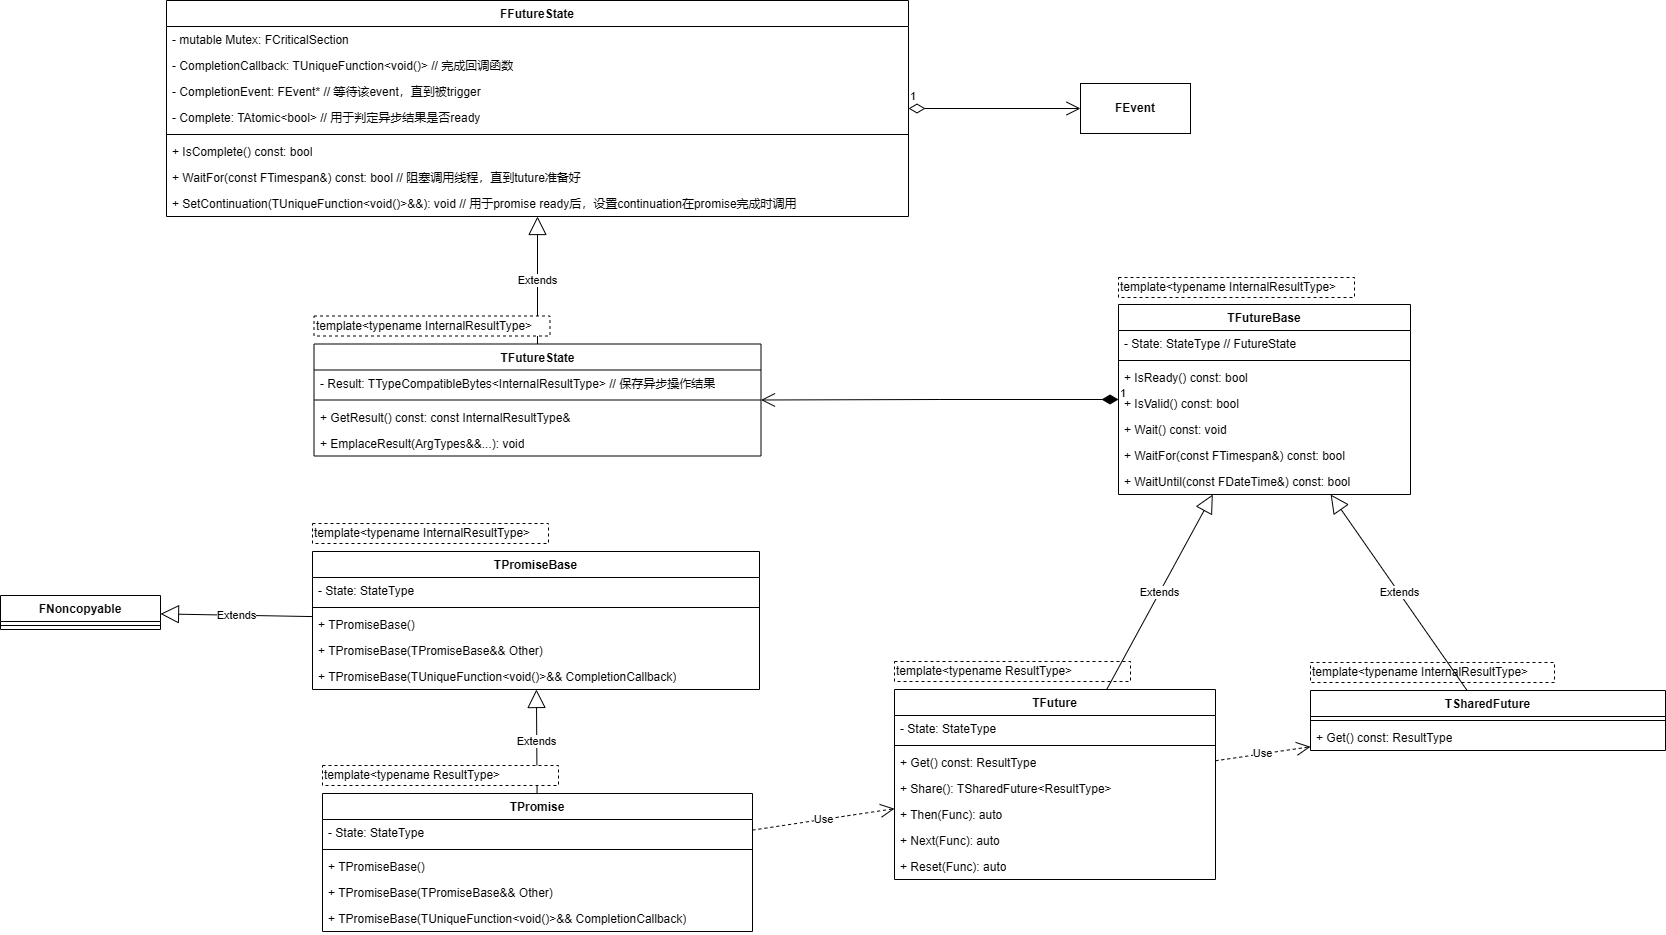 FFutureState
- mutable Mutex: FCriticalSection
- CompletionCallback: TUniqueFunction<void()> // 完成回调函数
- CompletionEvent: FEvent* // 等待该event，直到被trigger
- Complete: TAtomic<bool> // 用于判定异步结果是否ready
+ IsComplete() const: bool
+ WaitFor(const FTimespan&) const: bool // 阻塞调用线程，直到tuture准备好
+ SetContinuation(TUniqueFunction<void()>&&): void // 用于promise ready后，设置continuation在promise完成时调用
1
FEvent
Extends
template<typename InternalResultType>
TFutureState
- Result: TTypeCompatibleBytes<InternalResultType> // 保存异步操作结果
+ GetResult() const: const InternalResultType&
+ EmplaceResult(ArgTypes&&...): void
template<typename InternalResultType>
TFutureBase
- State: StateType // FutureState
+ IsReady() const: bool
1
+ IsValid() const: bool
+ Wait() const: void
+ WaitFor(const FTimespan&) const: bool
+ WaitUntil(const FDateTime&) const: bool
template<typename InternalResultType>
TPromiseBase
- State: StateType
+ TPromiseBase()
+ TPromiseBase(TPromiseBase&& Other)
+ TPromiseBase(TUniqueFunction<void()>&& CompletionCallback)
FNoncopyable
Extends
Extends
Extends
Extends
template<typename ResultType>
TPromise
- State: StateType
+ TPromiseBase()
+ TPromiseBase(TPromiseBase&& Other)
+ TPromiseBase(TUniqueFunction<void()>&& CompletionCallback)
Use
template<typename ResultType>
TFuture
- State: StateType
+ Get() const: ResultType
+ Share(): TSharedFuture<ResultType>
+ Then(Func): auto
+ Next(Func): auto
+ Reset(Func): auto
Use
template<typename InternalResultType>
TSharedFuture
+ Get() const: ResultType